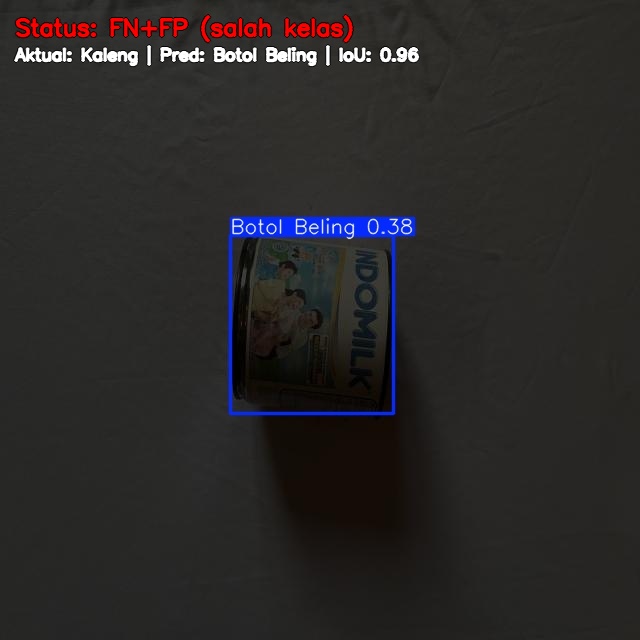 Status: FN+FP (salah kelas)
Aktual: Kaleng | Pred: Botol Beling | IoU: 0.96
Botol Beling 0.38
INDOMILK